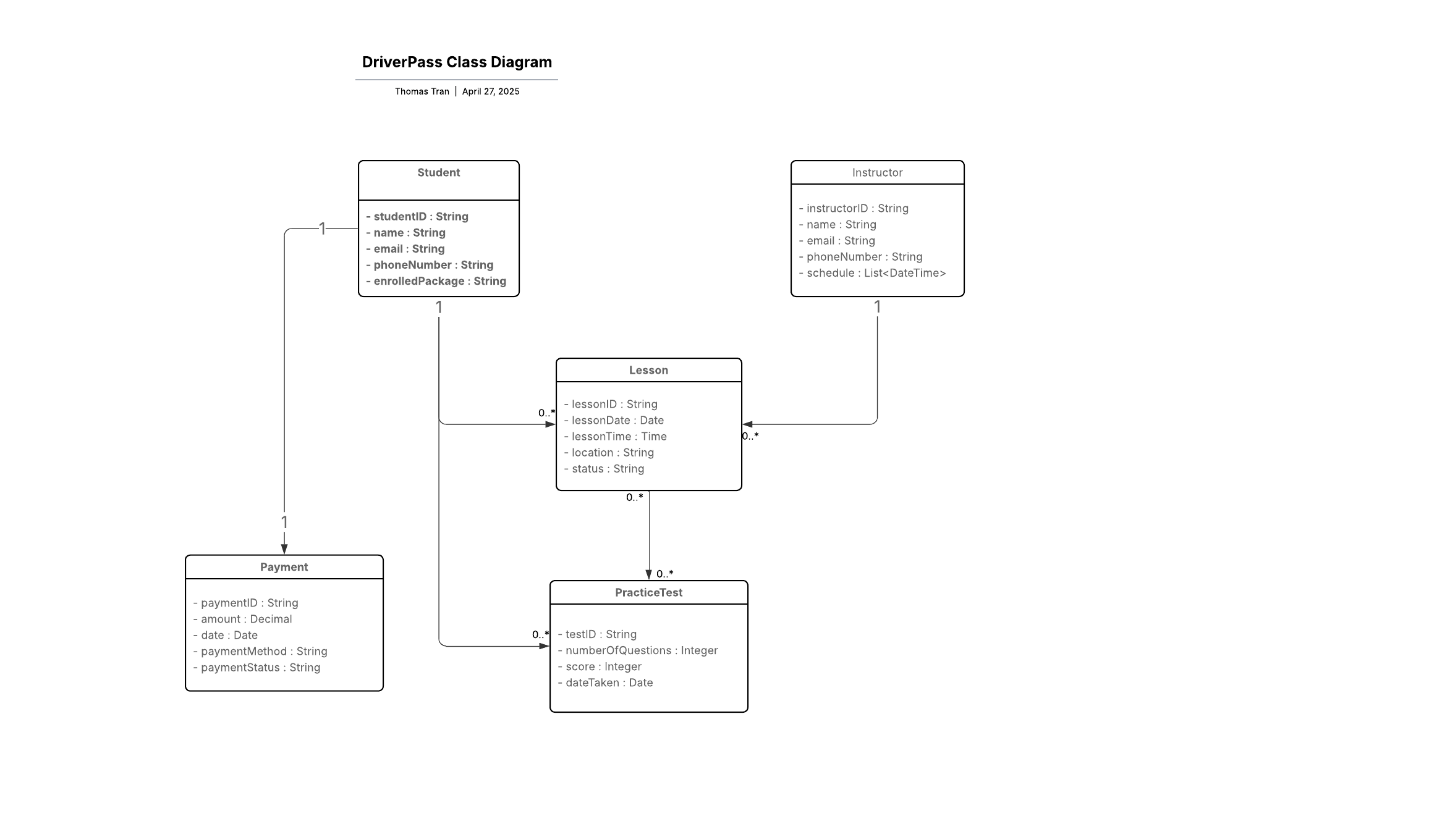 DriverPass Class Diagram
Thomas Tran | April 27, 2025
Student
- studentID : String
- name : String
- email : String
- phoneNumber : String
- enrolledPackage : String
Instructor
- instructorID : String
- name : String
- email : String
- phoneNumber : String
- schedule : List<DateTime>
1
1
1
Lesson
- lessonID : String
- lessonDate : Date
- lessonTime : Time
- location : String
- status : String
0..*
0..*
0..*
1
Payment
- paymentID : String
- amount : Decimal
- date : Date
- paymentMethod : String
- paymentStatus : String
0..*
PracticeTest
- testID : String
- numberOfQuestions : Integer
- score : Integer
- dateTaken : Date
0..*